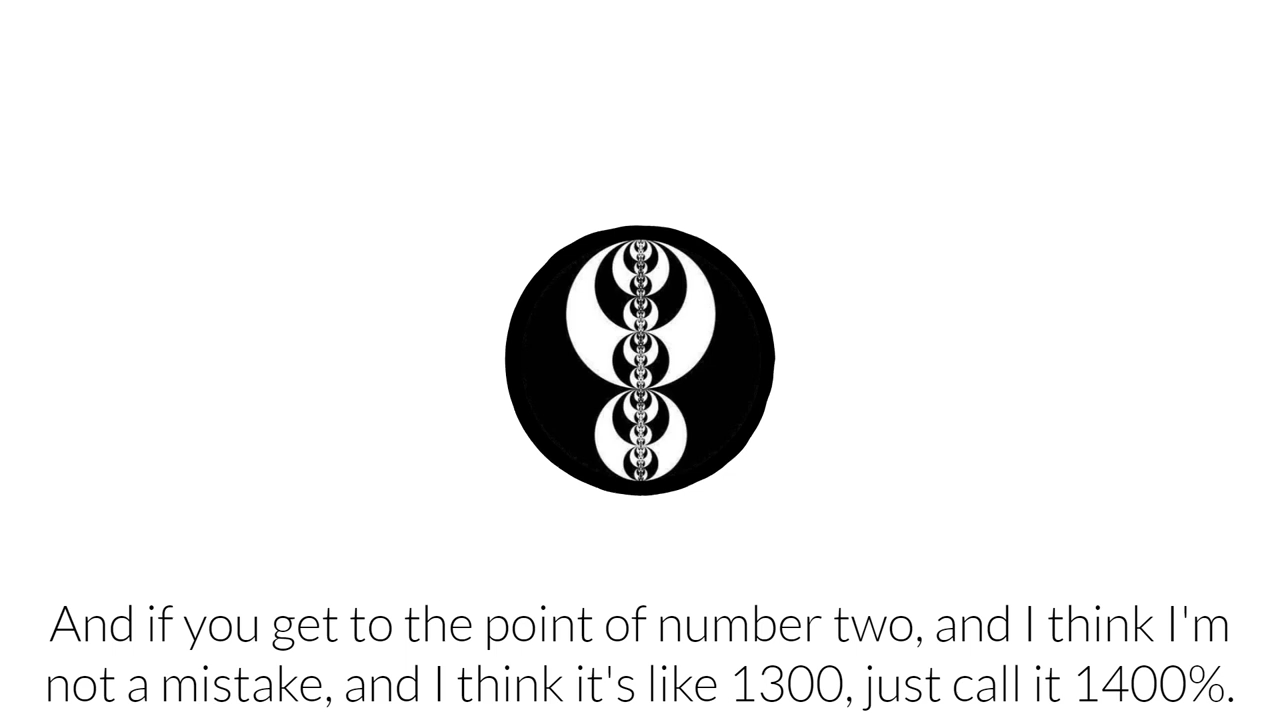 And if you get to the point of number two, and I think I'm
not a mistake, and I think it's like 1300, just call it 1400%.